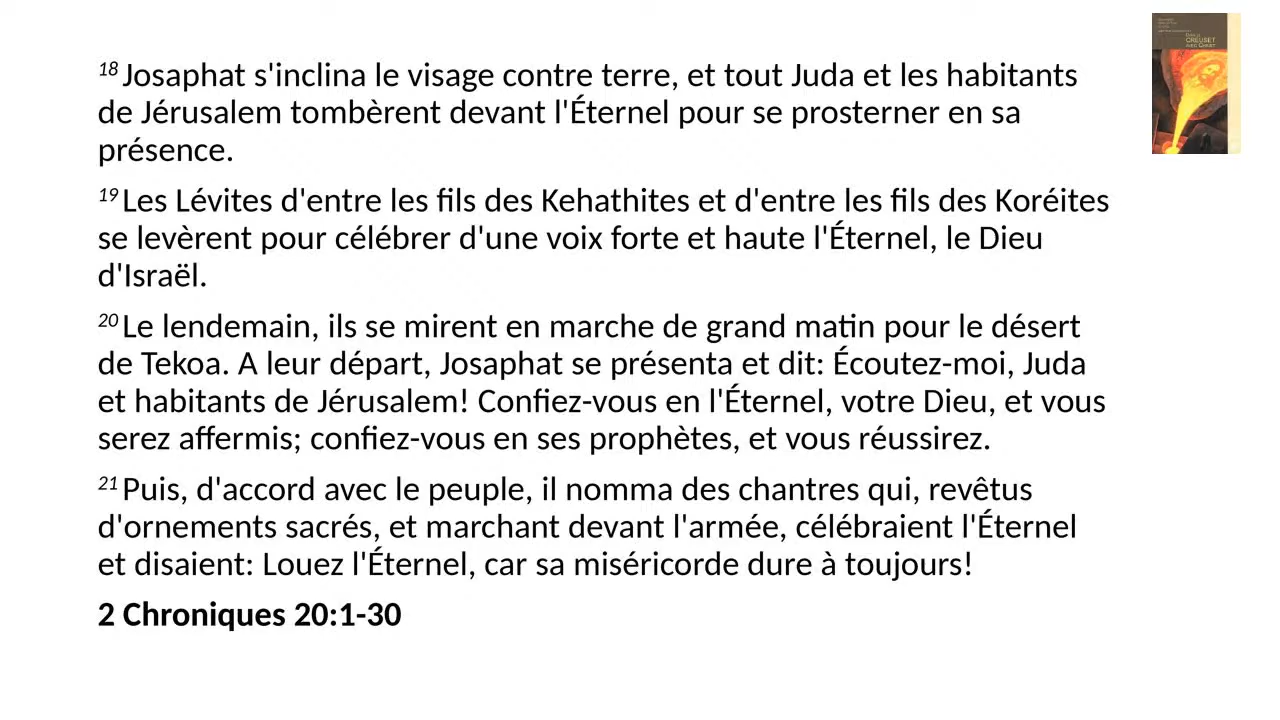 18 Josaphat s'inclina le visage contre terre, et tout Juda et les habitants
de Jérusalem tombèrent devant l'Éternel pour se prosterner en sa
présence.
19 Les Lévites d'entre les fils des Kehathites et d'entre les fils des Koréites
se levèrent pour célébrer d'une voix forte et haute l'Éternel, le Dieu
d'Israël.
20 Le lendemain, ils se mirent en marche de grand matin pour le désert
de Tekoa. A leur départ, Josaphat se présenta et dit: Écoutez-moi, Juda
et habitants de Jérusalem! Confiez-vous en l'Éternel, votre Dieu, et vous
serez affermis; confiez-vous en ses prophètes, et vous réussirez.
21 Puis, d'accord avec le peuple, il nomma des chantres qui, revêtus
d'ornements sacrés, et marchant devant l'armée, célébraient l'Éternel
et disaient: Louez l'Éternel, car sa miséricorde dure à toujours!
2 Chroniques 20:1-30
CREUSET
AVEC CHRIST